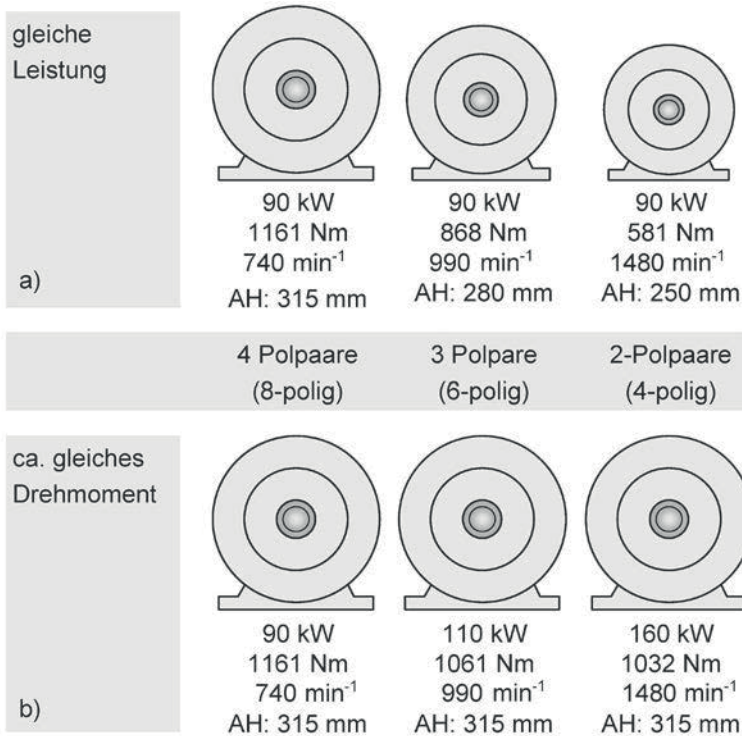 gleiche
Leistung
a)
90 kW
1161 Nm
740 min⁻¹
AH: 315 mm
90 kW
868 Nm
990 min⁻¹
AH: 280 mm
90 kW
581 Nm
1480 min⁻¹
AH: 250 mm
4 Polpaare
(8-polig)
3 Polpare
(6-polig)
2-Polpaare
(4-polig)
ca. gleiches
Drehmoment
b)
90 kW
1161 Nm
740 min⁻¹
AH: 315 mm
110 kW
1061 Nm
990 min⁻¹
AH: 315 mm
160 kW
1032 Nm
1480 min⁻¹
AH: 315 mm